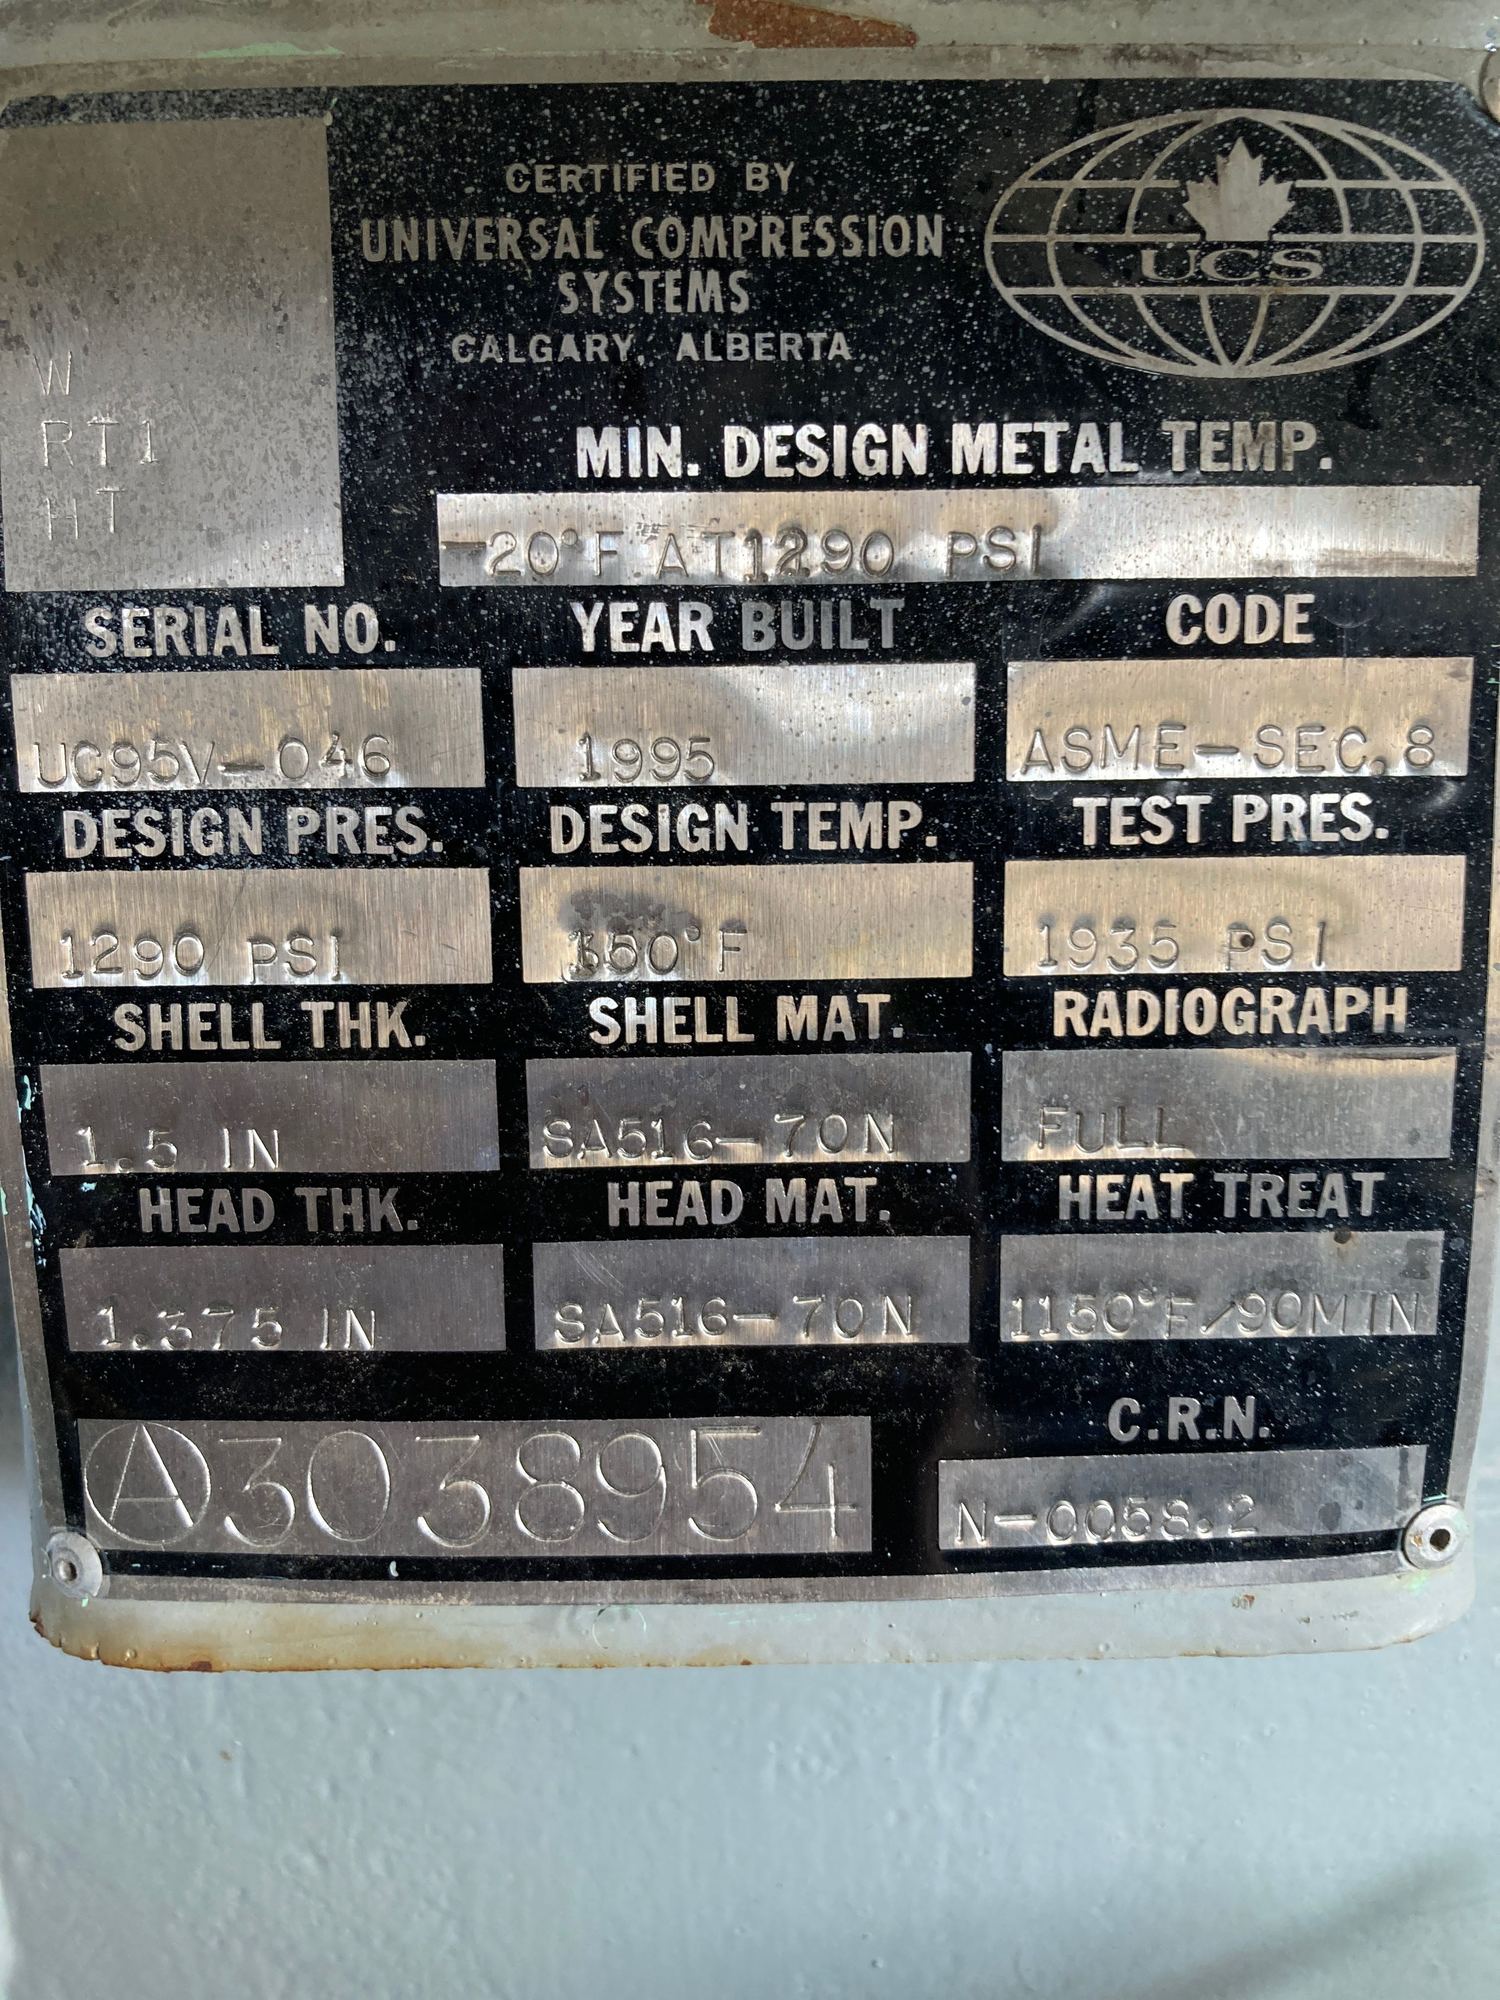 CERTIFIED BY
UNIVERSAL COMPRESSION
SYSTEMS
CALGARY, ALBERTA
UCS
W
RT1
HT
MIN. DESIGN METAL TEMP.
-20°F AT 1290 PSI
SERIAL NO. YEAR BUILT CODE
UC95V-046 1995 ASME-SEC.8
DESIGN PRES. DESIGN TEMP. TEST PRES.
1290 PSI °F 1935 PSI
SHELL THK. SHELL MAT. RADIOGRAPH
1.5 IN SA516-70N FULL
HEAD THK. HEAD MAT. HEAT TREAT
1.375 IN SA516-70N 1150°F/90MIN
C.R.N.
A3038954 N-0058.2